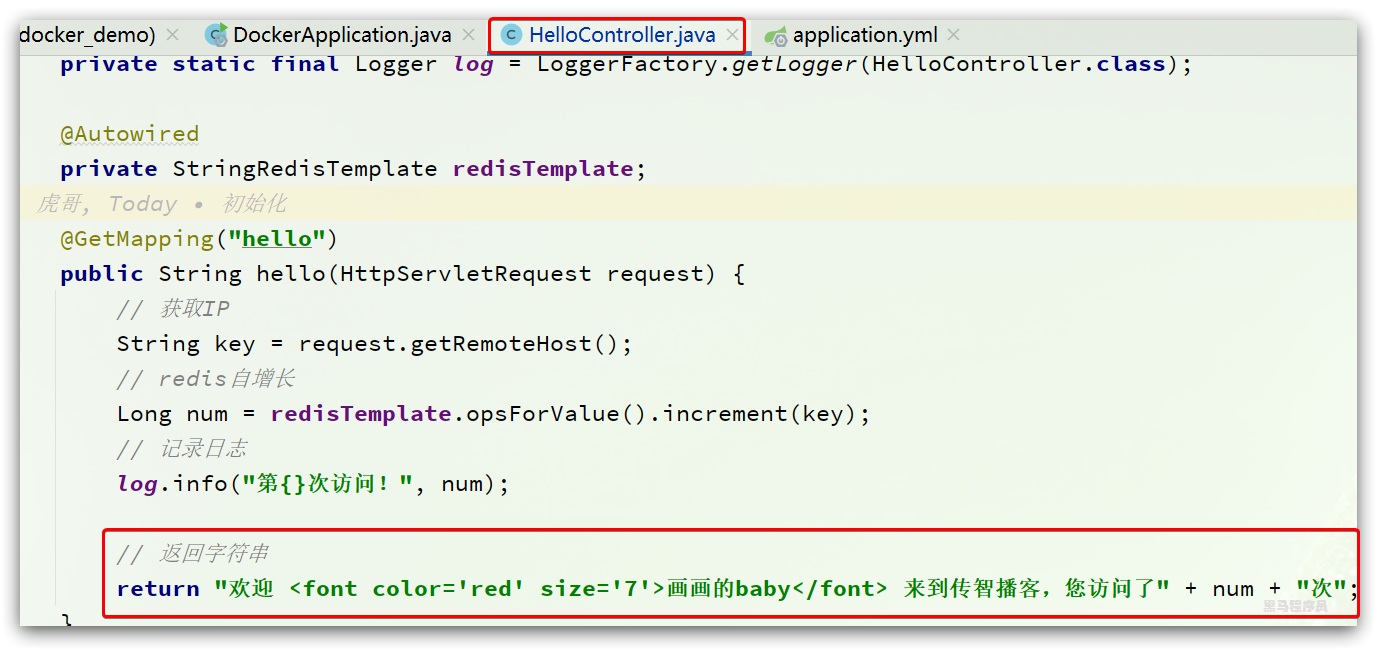 docker_demo) × DockerApplication.java × HelloController.java × application.yml ×
private static final Logger log = LoggerFactory.getLogger(HelloController.class);
@Autowired
private StringRedisTemplate redisTemplate;
虎哥, Today • 初始化
@GetMapping("hello")
public String hello(HttpServletRequest request) {
// 获取IP
String key = request.getRemoteHost();
// redis自增长
Long num = redisTemplate.opsForValue().increment(key);
// 记录日志
log.info("第{}次访问！", num);
// 返回字符串
return "欢迎 <font color='red' size='7'>画画的baby</font> 来到传智播客，您访问了" + num + "次";
黑马程序员
}